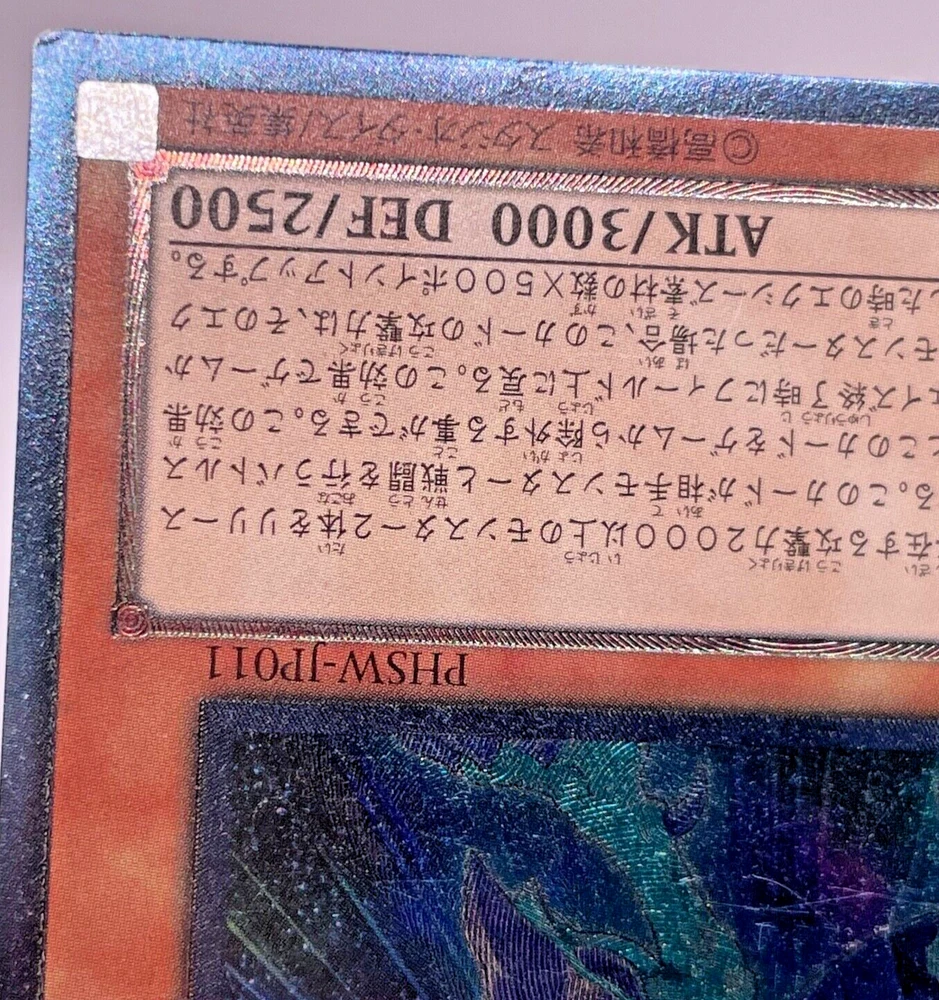 PHSW-JP011
在する攻撃力2000以上のモンスター2体をリリース
る。このカードが相手モンスターと戦闘を行うバトルス
とこのカードをゲームから除外する事ができる。この効果
ェイズ終了時にフィールド上に戻る。この効果でゲームか
モンスターだった場合、このカードの攻撃力は、そのエク
した時のエクシーズ素材の数×500ポイントアップする。
ATK/3000 DEF/2500
©高橋和希 スタジオ・ダイス/集英社